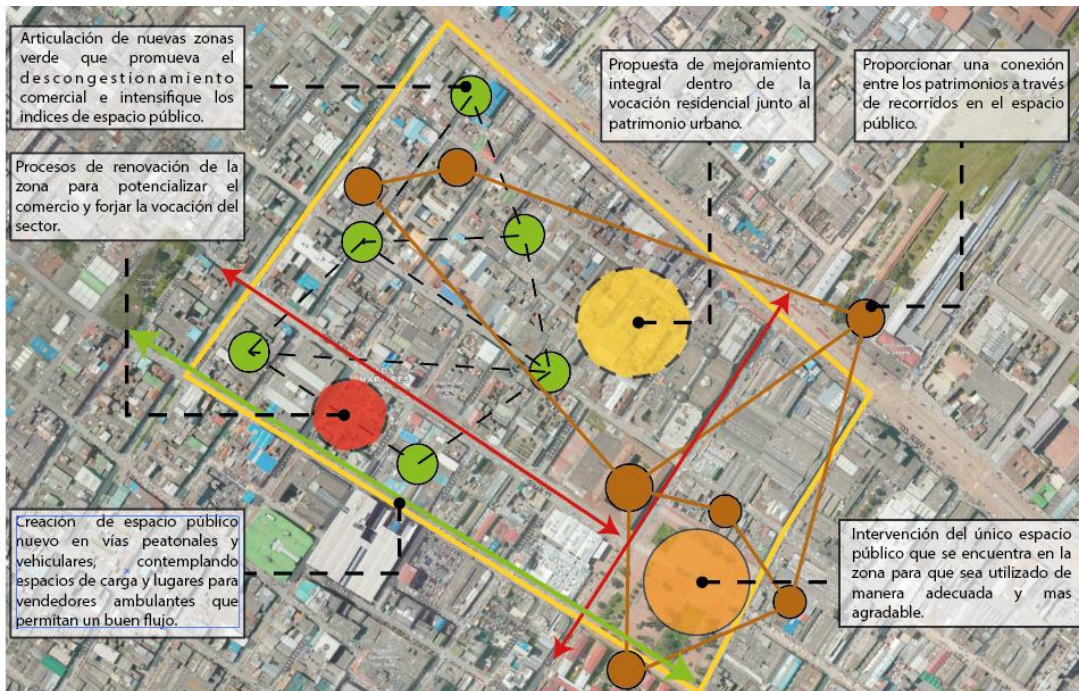 Articulación de nuevas zonas
verde que promueva el
descongestionamiento
comercial e intensifique los
índices de espacio público.
Propuesta de mejoramiento
integral dentro de la
vocación residencial junto al
patrimonio urbano.
Proporcionar una conexión
entre los patrimonios a través
de recorridos en el espacio
público.
Procesos de renovación de la
zona para potencializar el
comercio y forjar la vocación del
sector.
LOS
MARTIRES
Creación de espacio público
nuevo en vías peatonales y
vehiculares, contemplando
espacios de carga y lugares para
vendedores ambulantes que
permitan un buen flujo.
Intervención del único espacio
público que se encuentra en la
zona para que sea utilizado de
manera adecuada y mas
agradable.